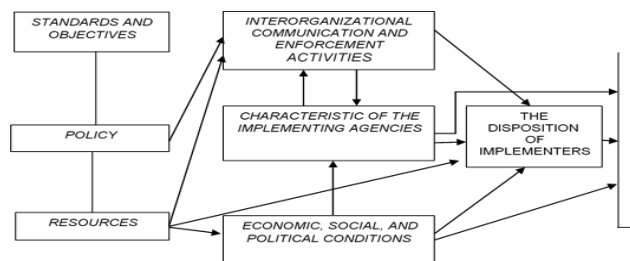 STANDARDS AND
OBJECTIVES
INTERORGANIZATIONAL
COMMUNICATION AND
ENFORCEMENT
ACTIVITIES
POLICY
CHARACTERISTIC OF THE
IMPLEMENTING AGENCIES
THE
DISPOSITION
OF
IMPLEMENTERS
RESOURCES
ECONOMIC, SOCIAL, AND
POLITICAL CONDITIONS